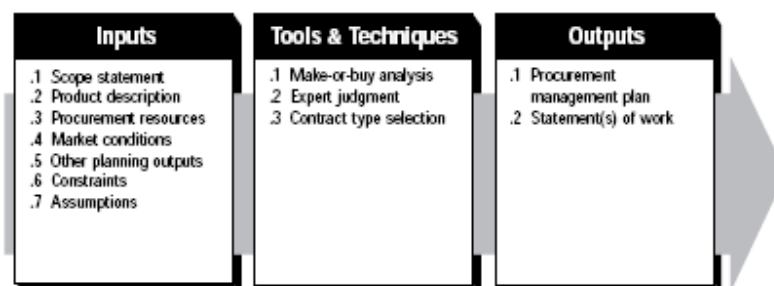 Inputs
.1 Scope statement
.2 Product description
.3 Procurement resources
.4 Market conditions
.5 Other planning outputs
.6 Constraints
.7 Assumptions
Tools & Techniques
.1 Make-or-buy analysis
.2 Expert judgment
.3 Contract type selection
Outputs
.1 Procurement
management plan
.2 Statement(s) of work